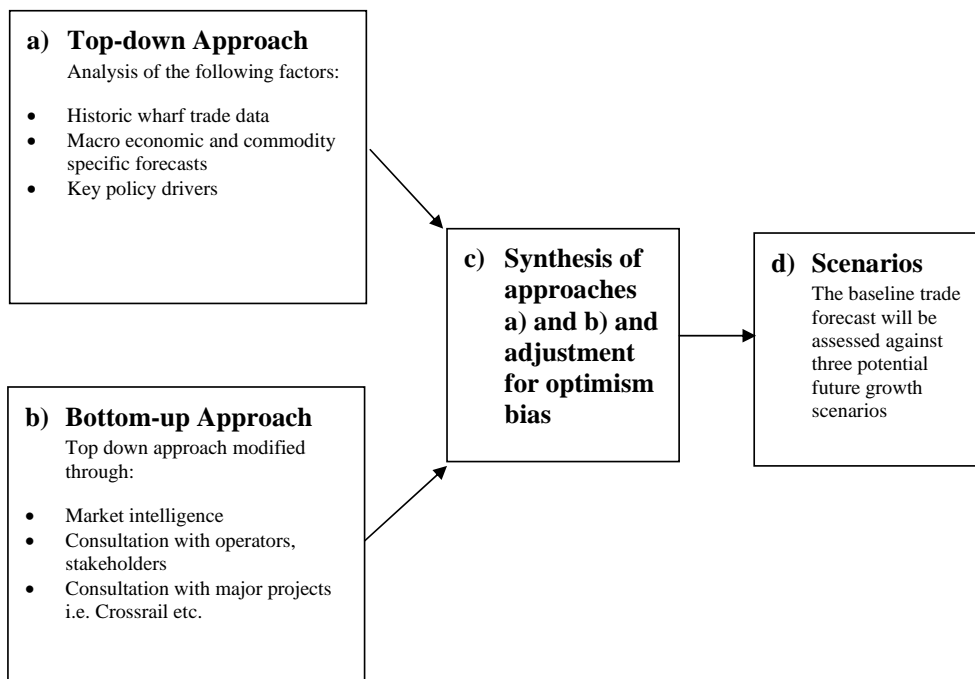 a) Top-down Approach
Analysis of the following factors:
• Historic wharf trade data
• Macro economic and commodity
specific forecasts
• Key policy drivers
b) Bottom-up Approach
Top down approach modified
through:
• Market intelligence
• Consultation with operators,
stakeholders
• Consultation with major projects
i.e. Crossrail etc.
c) Synthesis of
approaches
a) and b) and
adjustment
for optimism
bias
d) Scenarios
The baseline trade
forecast will be
assessed against
three potential
future growth
scenarios